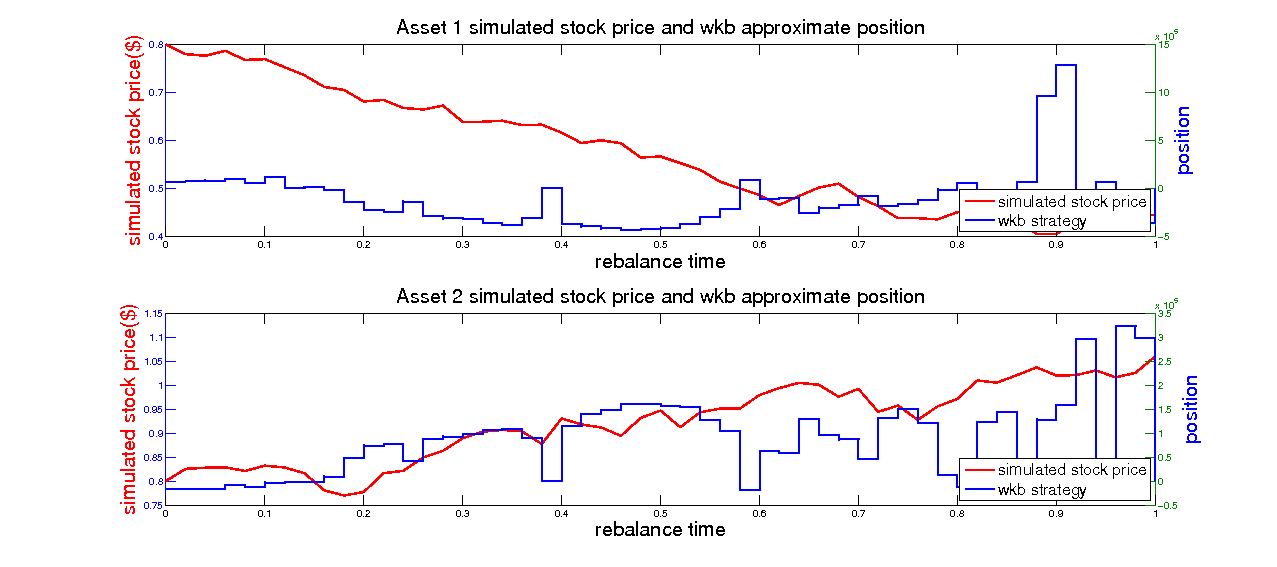 Asset 1 simulated stock price and wkb approximate position
x 10^5
0.8
0.7
0.6
0.5
0.4
simulated stock price($)
15
10
5
0
−5
position
simulated stock price
wkb strategy
0 0.1 0.2 0.3 0.4 0.5 0.6 0.7 0.8 0.9 1
rebalance time
Asset 2 simulated stock price and wkb approximate position
1.15
1.1
1.05
1
0.95
0.9
0.85
0.8
0.75
simulated stock price($)
3.5
3
2.5
2
1.5
1
0.5
0
−0.5
position
simulated stock price
wkb strategy
0 0.1 0.2 0.3 0.4 0.5 0.6 0.7 0.8 0.9 1
rebalance time